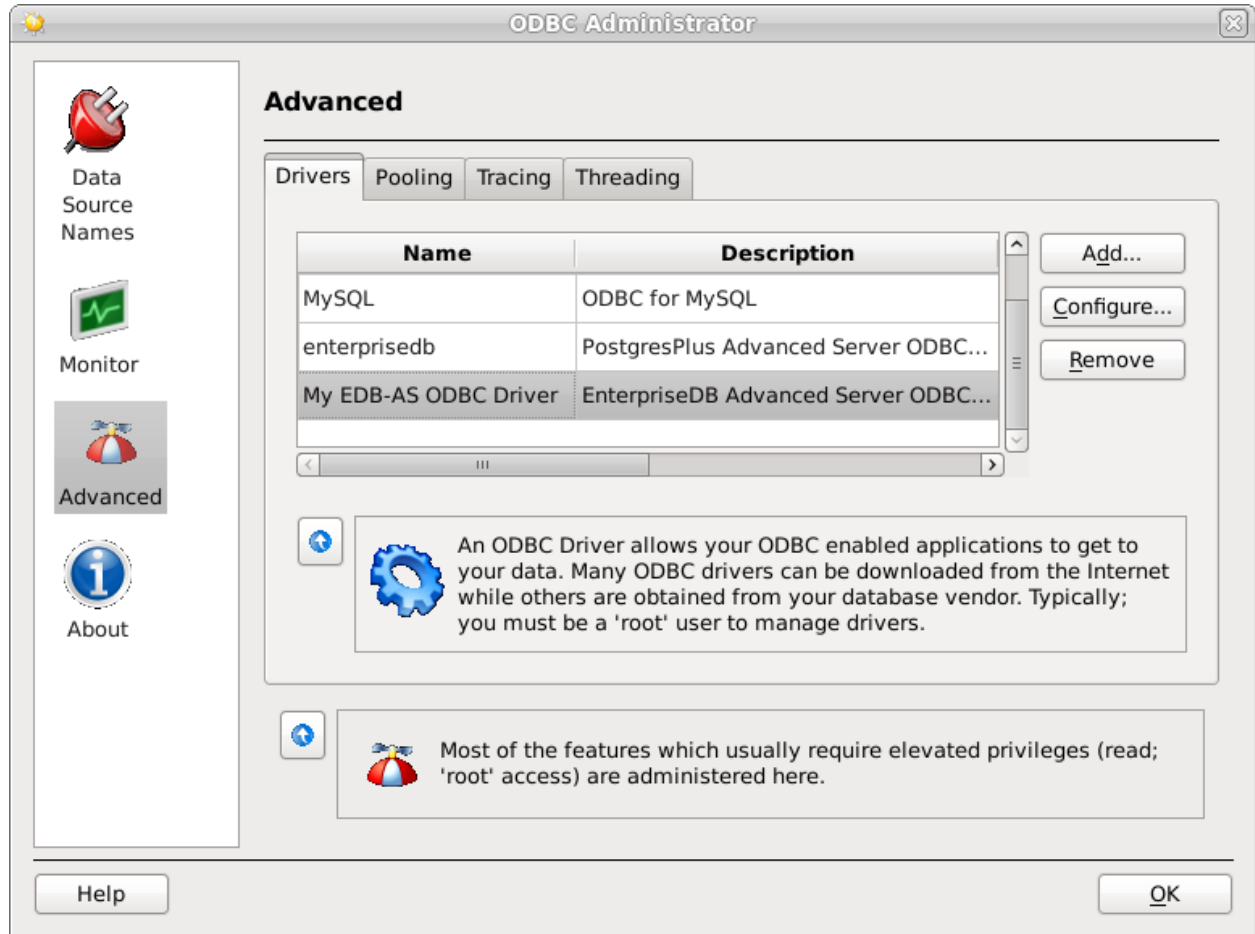 ODBC Administrator
Data
Source
Names
Monitor
Advanced
About
Advanced
Drivers Pooling Tracing Threading
Name Description
MySQL ODBC for MySQL
enterprisedb PostgresPlus Advanced Server ODBC...
My EDB-AS ODBC Driver EnterpriseDB Advanced Server ODBC...
Add...
Configure...
Remove
An ODBC Driver allows your ODBC enabled applications to get to
your data. Many ODBC drivers can be downloaded from the Internet
while others are obtained from your database vendor. Typically;
you must be a 'root' user to manage drivers.
Most of the features which usually require elevated privileges (read;
'root' access) are administered here.
Help
OK